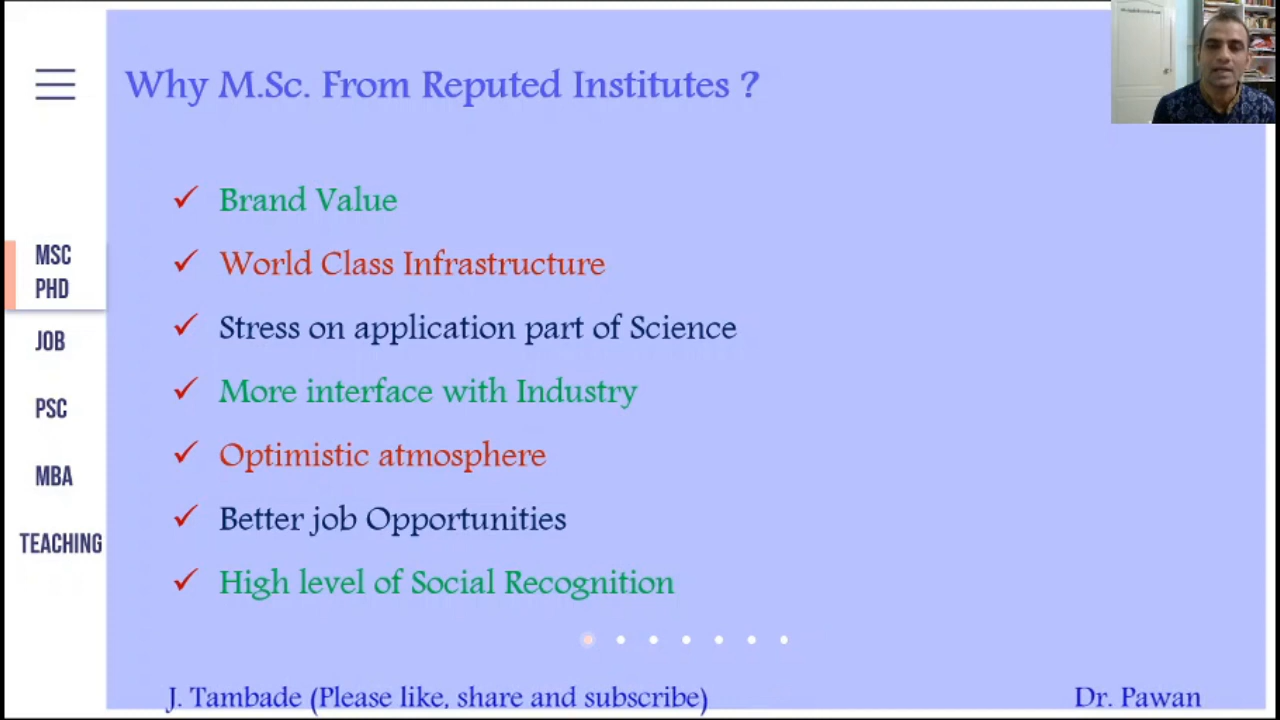 Why M.Sc. From Reputed Institutes ?
✓ Brand Value
✓ World Class Infrastructure
✓ Stress on application part of Science
✓ More interface with Industry
✓ Optimistic atmosphere
✓ Better job Opportunities
✓ High level of Social Recognition
MSC
PHD
JOB
PSC
MBA
TEACHING
J. Tambade (Please like, share and subscribe)
Dr. Pawan